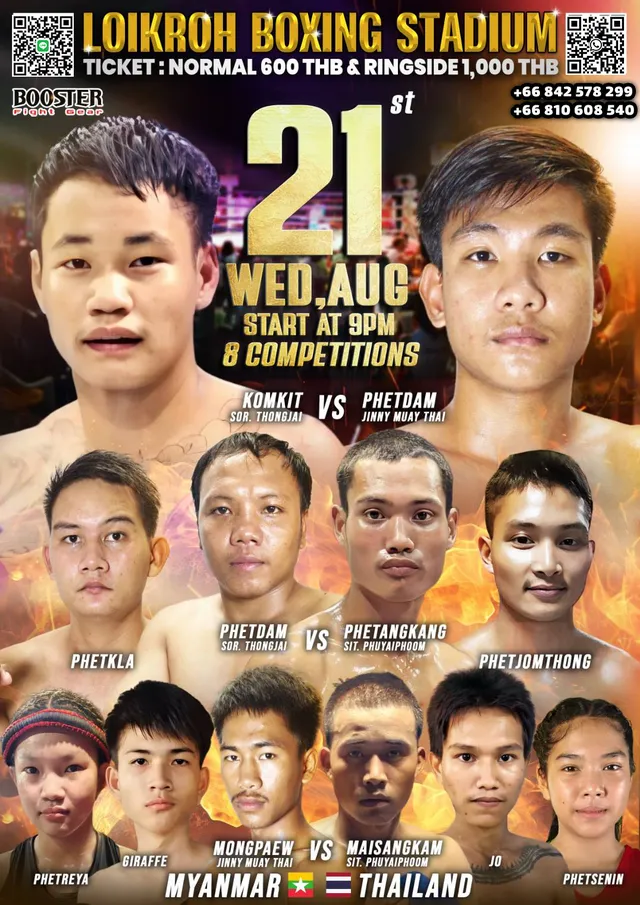 LOIKROH BOXING STADIUM
TICKET : NORMAL 600 THB & RINGSIDE 1,000 THB
BOOSTER
Fight Gear
+66 842 578 299
+66 810 608 540
21st
WED,AUG
START AT 9PM
8 COMPETITIONS
KOMKIT VS PHETDAM
SOR. THONGJAI JINNY MUAY THAI
PHETDAM VS PHETANGKANG
SOR. THONGJAI SIT. PHUYAIPHOOM
PHETKLA PHETJOMTHONG
MONGPAEW VS MAISANGKAM
JINNY MUAY THAI SIT. PHUYAIPHOOM
GIRAFFE JO
PHETREYA PHETSENIN
MYANMAR THAILAND